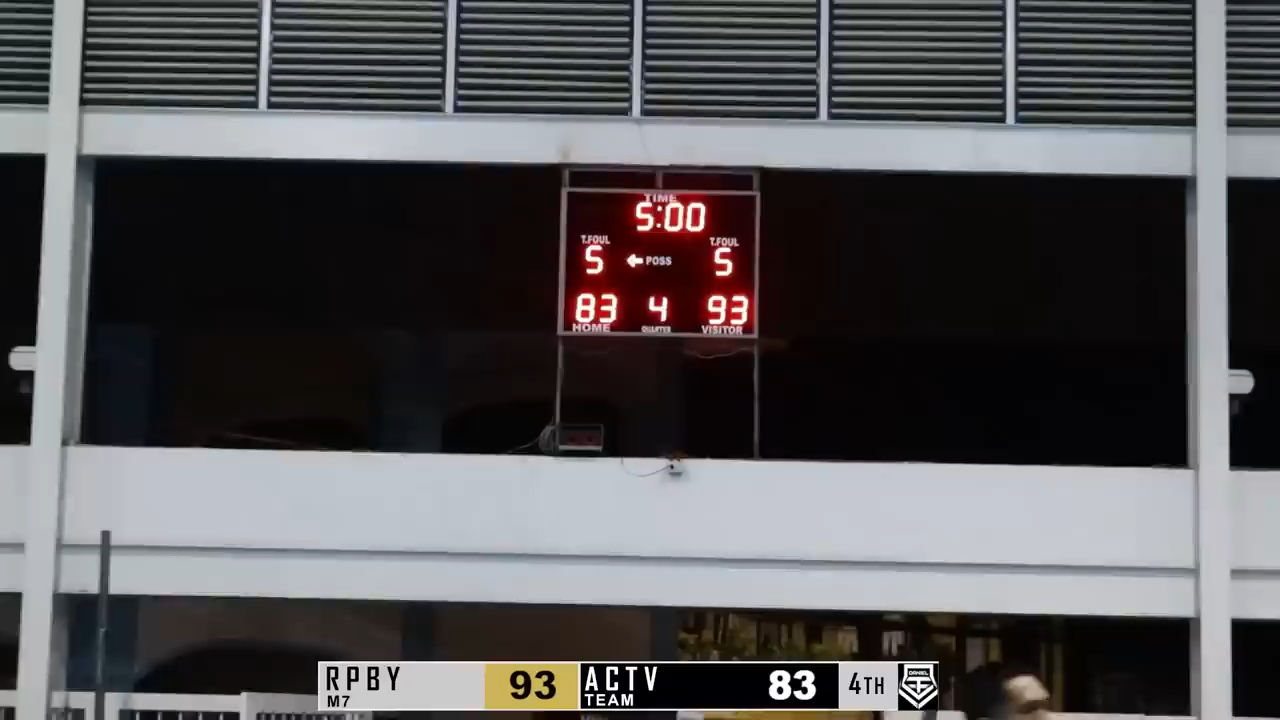 TIME
5:00
T.FOUL T.FOUL
5 POSS 5
83 4 93
HOME QUARTER VISITOR
RPBY 93 ACTV 83 4TH
M7 TEAM
DANIEL